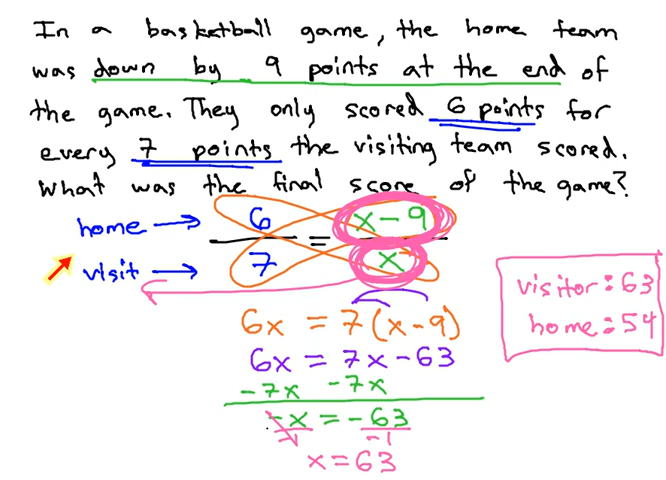 In a basketball game, the home team
was down by 9 points at the end of
the game. They only scored 6 points for
every 7 points the visiting team scored.
What was the final score of the game?
home → 6 = x - 9
visit → 7 x
visitor: 63
home: 54
6x = 7(x - 9)
6x = 7x - 63
-7x -7x
-x = -63
-1 -1
x = 63